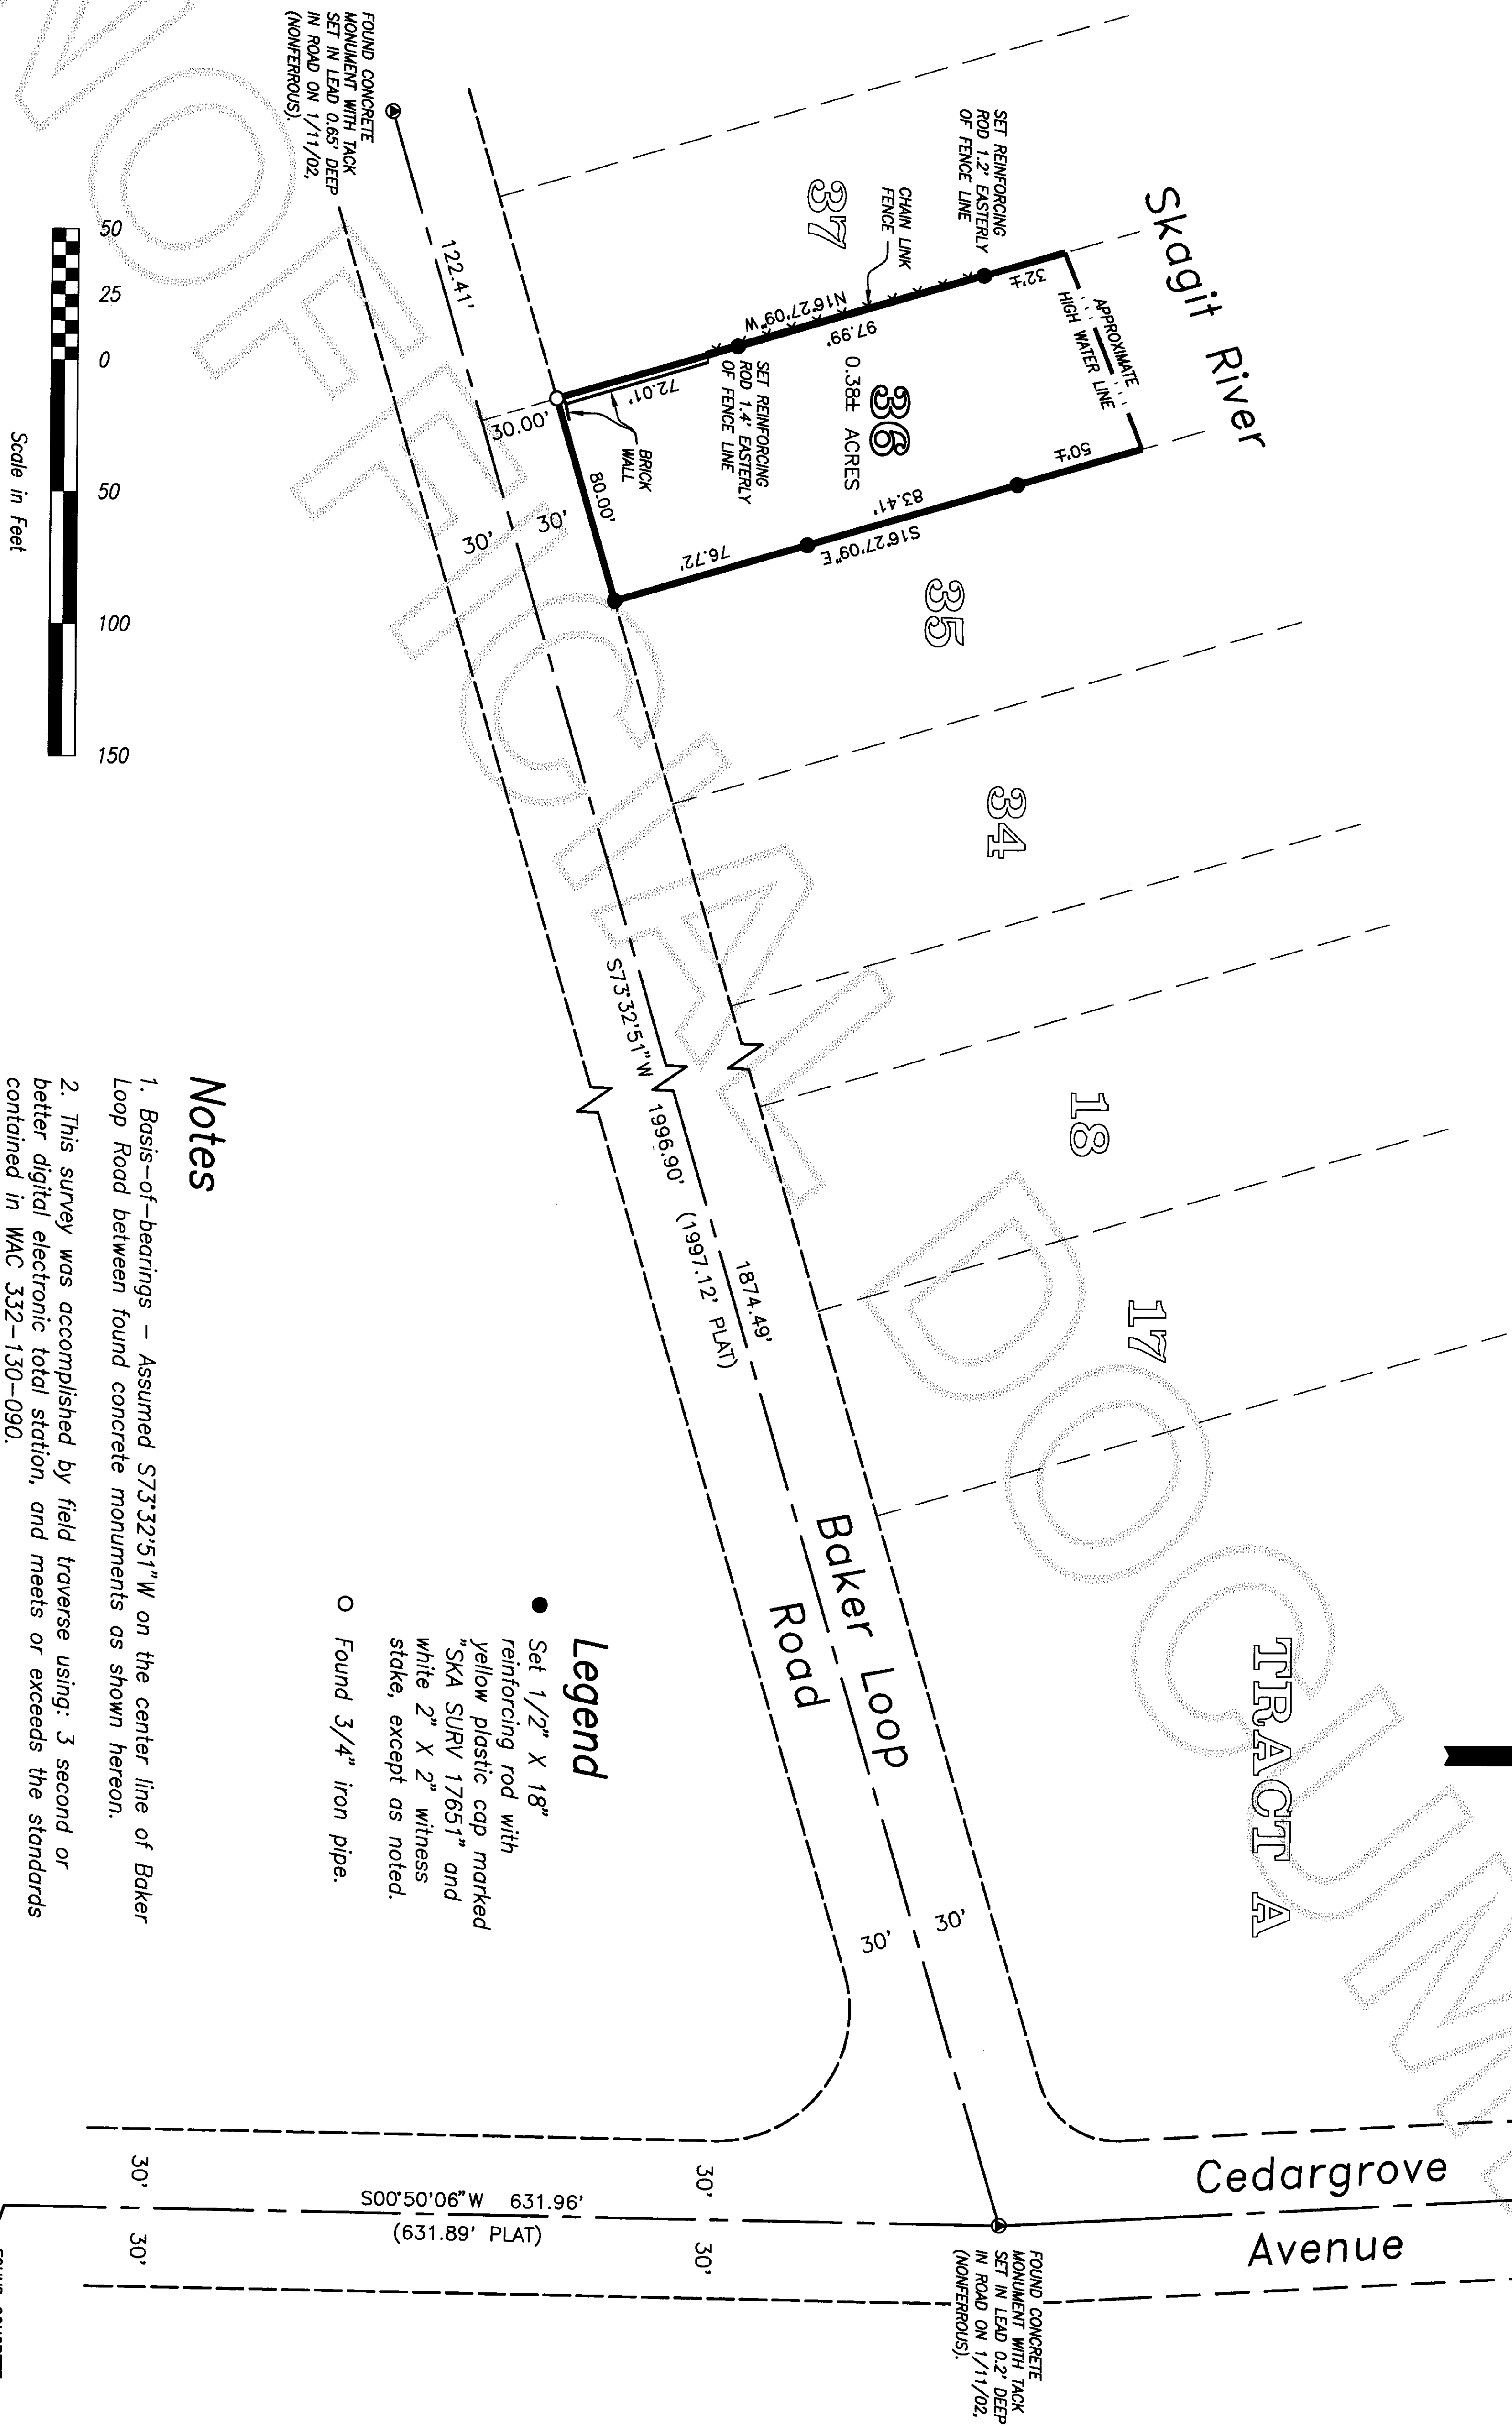 Skagit River
SET REINFORCING
ROD 1.2' EASTERLY
OF FENCE LINE
CHAIN LINK
FENCE
37
32'±
APPROXIMATE
HIGH WATER LINE
N16°27'09"W
97.99'
36
0.38± ACRES
50'±
83.41'
S16°27'09"E
76.72'
SET REINFORCING
ROD 1.4' EASTERLY
OF FENCE LINE
72.01'
BRICK
WALL
80.00'
30.00'
30'
30'
35
34
18
17
TRACT A
FOUND CONCRETE
MONUMENT WITH TACK
SET IN LEAD 0.65' DEEP
IN ROAD ON 1/11/02,
(NONFERROUS).
122.41'
S73°32'51"W
1996.90'
(1997.12' PLAT)
1874.49'
Baker Loop
Road
30'
30'
Cedargrove
Avenue
FOUND CONCRETE
MONUMENT WITH TACK
SET IN LEAD 0.2' DEEP
IN ROAD ON 1/11/02,
(NONFERROUS).
30'
30'
S00°50'06"W 631.96'
(631.89' PLAT)
30'
30'
50
25
0
50
100
150
Scale in Feet
Legend
● Set 1/2" X 18"
reinforcing rod with
yellow plastic cap marked
"SKA SURV 17651" and
white 2" X 2" witness
stake, except as noted.
○ Found 3/4" iron pipe.
Notes
1. Basis-of-bearings - Assumed S73°32'51"W on the center line of Baker
Loop Road between found concrete monuments as shown hereon.
2. This survey was accomplished by field traverse using: 3 second or
better digital electronic total station, and meets or exceeds the standards
contained in WAC 332-130-090.